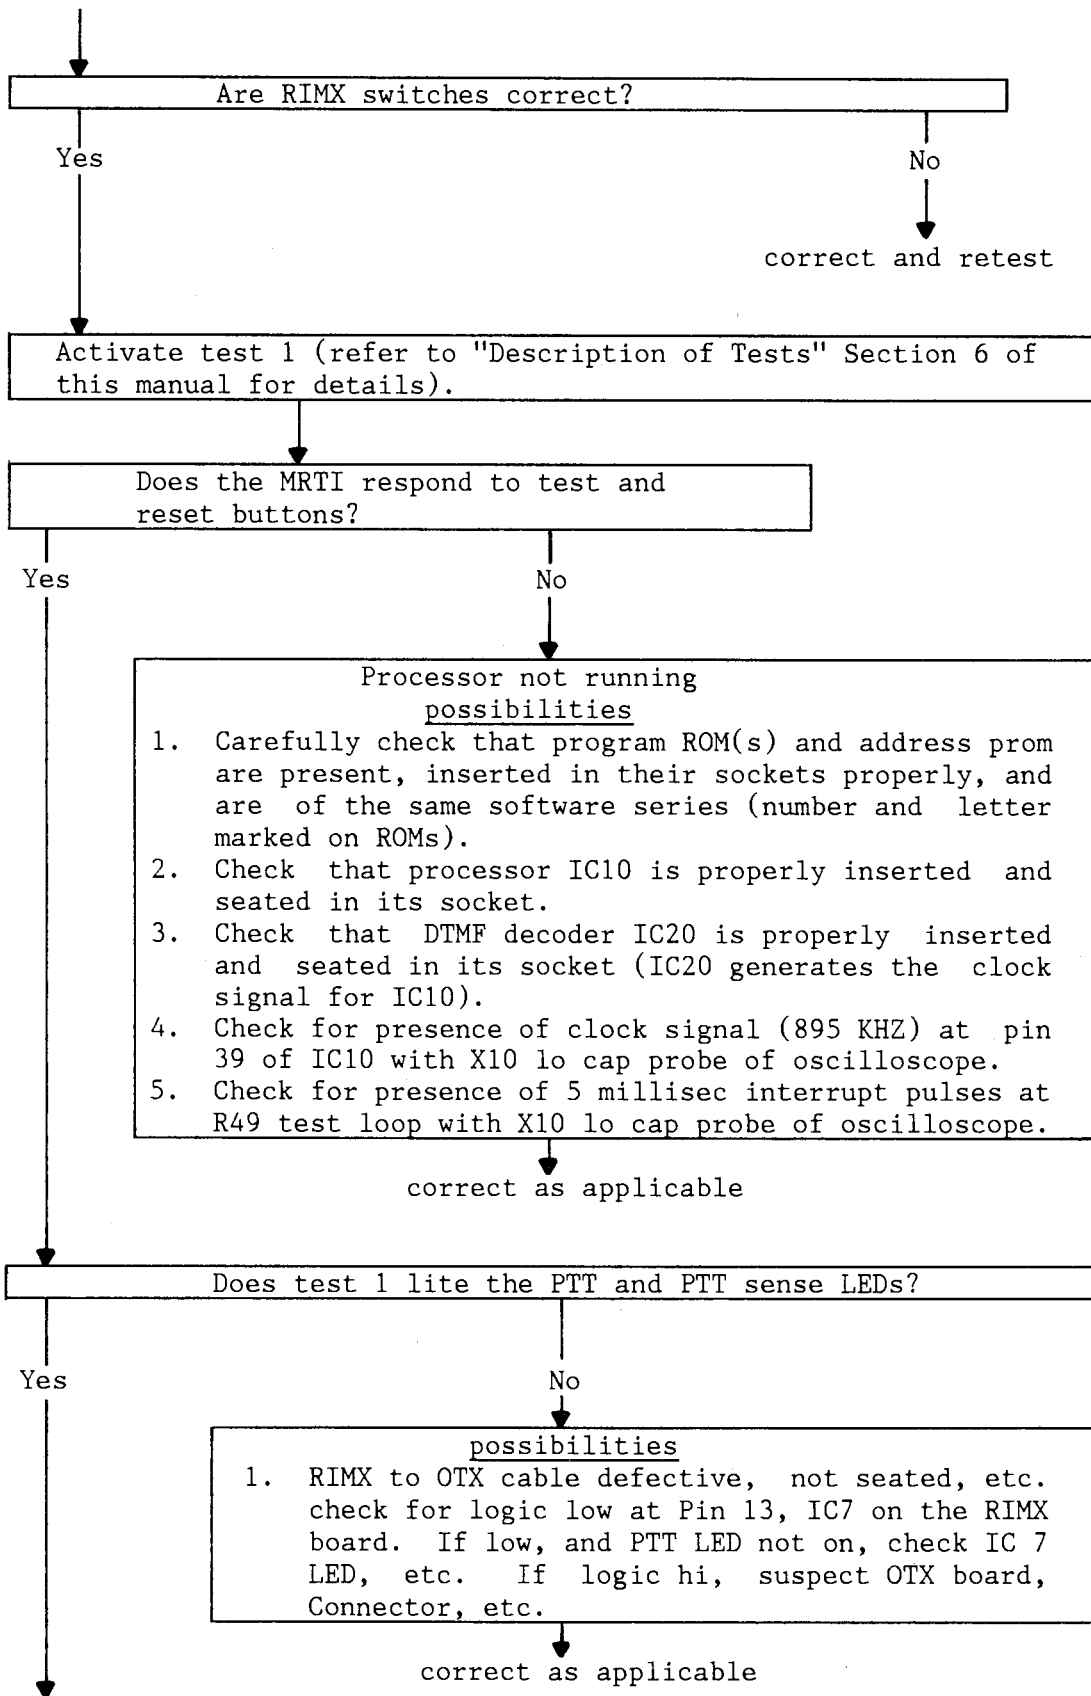 Are RIMX switches correct?
Yes
No
correct and retest
Activate test 1 (refer to "Description of Tests" Section 6 of
this manual for details).
Does the MRTI respond to test and
reset buttons?
Yes
No
Processor not running
possibilities
1. Carefully check that program ROM(s) and address prom
are present, inserted in their sockets properly, and
are of the same software series (number and letter
marked on ROMs).
2. Check that processor IC10 is properly inserted and
seated in its socket.
3. Check that DTMF decoder IC20 is properly inserted
and seated in its socket (IC20 generates the clock
signal for IC10).
4. Check for presence of clock signal (895 KHZ) at pin
39 of IC10 with X10 lo cap probe of oscilloscope.
5. Check for presence of 5 millisec interrupt pulses at
R49 test loop with X10 lo cap probe of oscilloscope.
correct as applicable
Does test 1 lite the PTT and PTT sense LEDs?
Yes
No
possibilities
1. RIMX to OTX cable defective, not seated, etc.
check for logic low at Pin 13, IC7 on the RIMX
board. If low, and PTT LED not on, check IC 7
LED, etc. If logic hi, suspect OTX board,
Connector, etc.
correct as applicable